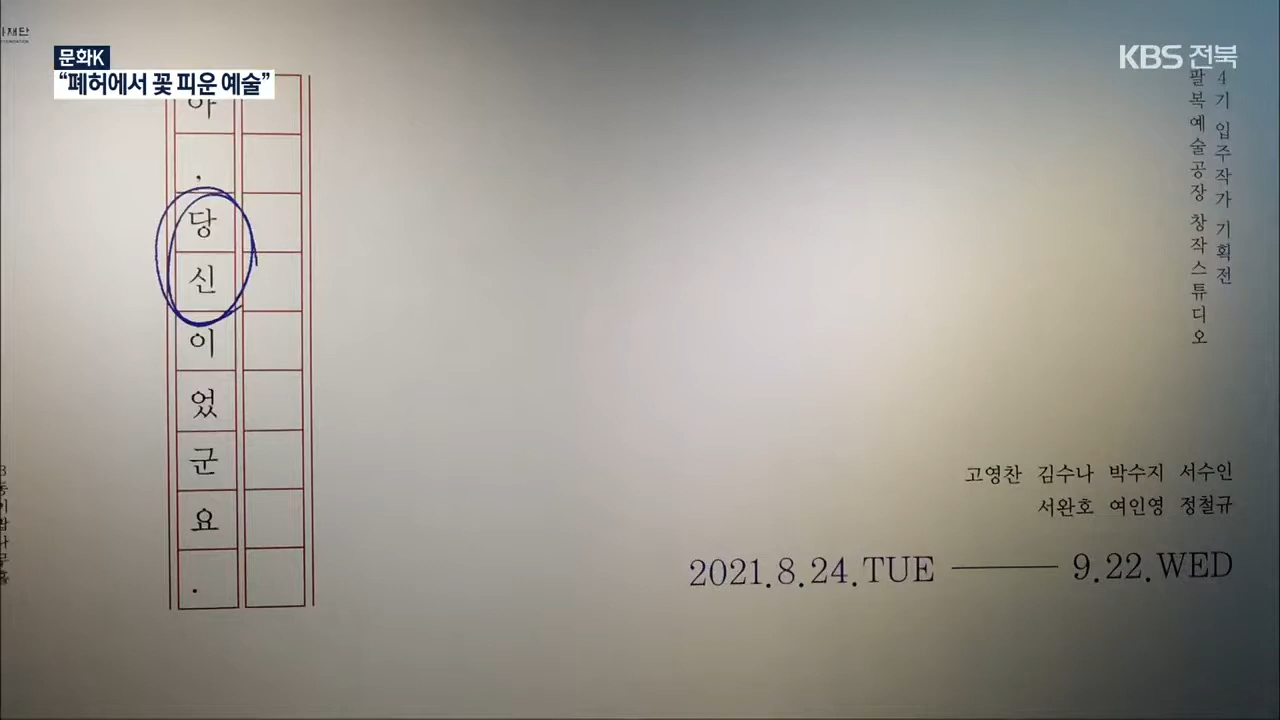 문화K
“폐허에서 꽃 피운 예술”
KBS 전북
아, 당신이었군요.
4기 입주작가 기획전
팔복예술공장 창작스튜디오
고영찬 김수나 박수지 서수인
서완호 여인영 정철규
2021.8.24.TUE — 9.22.WED